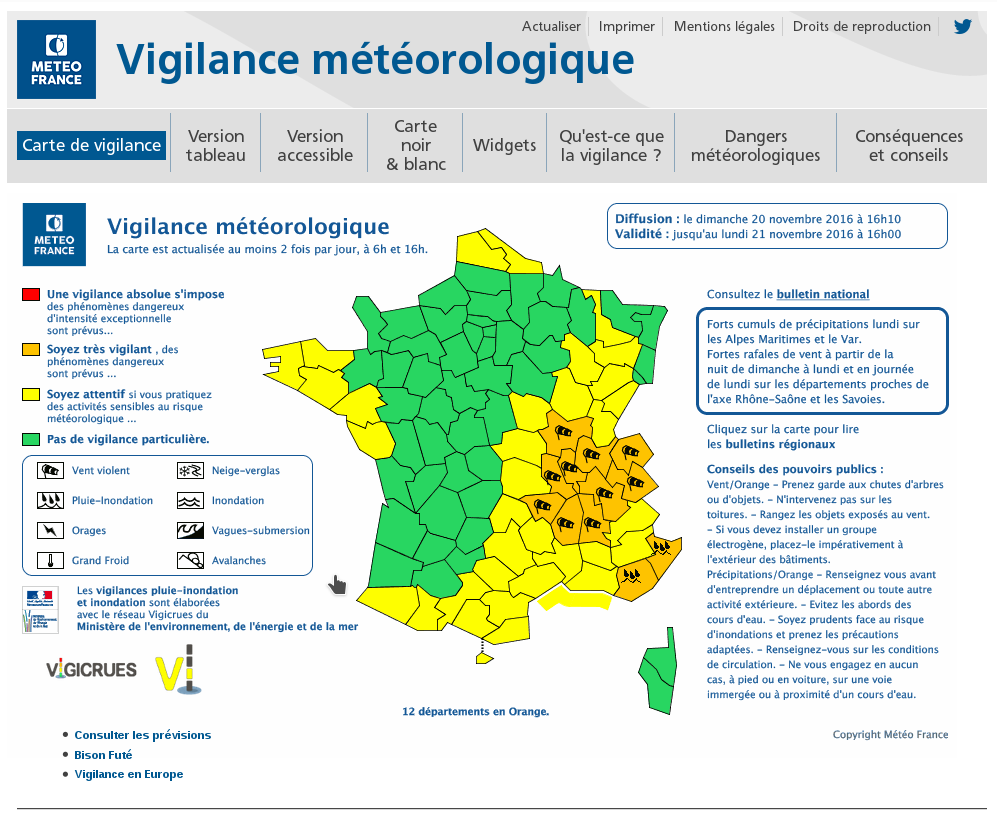 Actualiser
Imprimer
Mentions légales
Droits de reproduction
METEO
FRANCE
Vigilance météorologique
Carte de vigilance
Version
tableau
Version
accessible
Carte
noir
& blanc
Widgets
Qu'est-ce que
la vigilance ?
Dangers
météorologiques
Conséquences
et conseils
METEO
FRANCE
Vigilance météorologique
La carte est actualisée au moins 2 fois par jour, à 6h et 16h.
Diffusion : le dimanche 20 novembre 2016 à 16h10
Validité : jusqu'au lundi 21 novembre 2016 à 16h00
Une vigilance absolue s'impose
des phénomènes dangereux
d'intensité exceptionnelle
sont prévus...
Soyez très vigilant , des
phénomènes dangereux
sont prévus ...
Soyez attentif si vous pratiquez
des activités sensibles au risque
météorologique ...
Pas de vigilance particulière.
Vent violent
Neige-verglas
Pluie-Inondation
Inondation
Orages
Vagues-submersion
Grand Froid
Avalanches
Les vigilances pluie-inondation
et inondation sont élaborées
avec le réseau Vigicrues du
Ministère de l'environnement, de l'énergie et de la mer
VIGICRUES
Vi
12 départements en Orange.
Consultez le bulletin national
Forts cumuls de précipitations lundi sur
les Alpes Maritimes et le Var.
Fortes rafales de vent à partir de la
nuit de dimanche à lundi et en journée
de lundi sur les départements proches de
l'axe Rhône-Saône et les Savoies.
Cliquez sur la carte pour lire
les bulletins régionaux
Conseils des pouvoirs publics :
Vent/Orange – Prenez garde aux chutes d'arbres
ou d'objets. – N'intervenez pas sur les
toitures. – Rangez les objets exposés au vent.
– Si vous devez installer un groupe
électrogène, placez-le impérativement à
l'extérieur des bâtiments.
Précipitations/Orange – Renseignez vous avant
d'entreprendre un déplacement ou toute autre
activité extérieure. – Evitez les abords des
cours d'eau. – Soyez prudents face au risque
d'inondations et prenez les précautions
adaptées. – Renseignez-vous sur les conditions
de circulation. – Ne vous engagez en aucun
cas, à pied ou en voiture, sur une voie
immergée ou à proximité d'un cours d'eau.
Copyright Météo France
Consulter les prévisions
Bison Futé
Vigilance en Europe